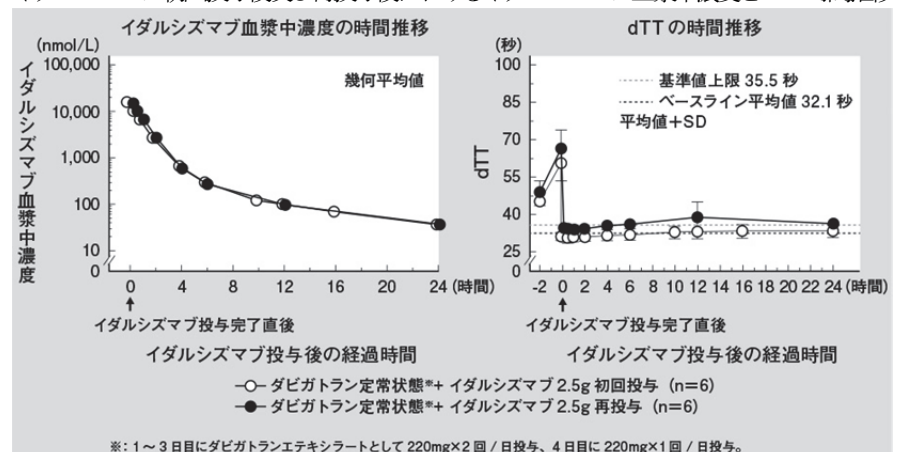 イダルシズマブ血漿中濃度の時間推移
(nmol/L)
イダルシズマブ血漿中濃度
100,000
10,000
1,000
100
10
0
幾何平均値
0 4 8 12 16 20 24 (時間)
イダルシズマブ投与完了直後
イダルシズマブ投与後の経過時間
dTTの時間推移
(秒)
dTT
100
85
70
55
40
25
0
基準値上限 35.5 秒
ベースライン平均値 32.1 秒
平均値+SD
-2 0 2 4 6 8 10 12 14 16 18 20 22 24 (時間)
イダルシズマブ投与完了直後
イダルシズマブ投与後の経過時間
ダビガトラン定常状態※+ イダルシズマブ 2.5g 初回投与 (n=6)
ダビガトラン定常状態※+ イダルシズマブ 2.5g 再投与 (n=6)
※: 1~3日目にダビガトランエテキシラートとして 220mg×2 回 / 日投与、4日目に 220mg×1 回 / 日投与。